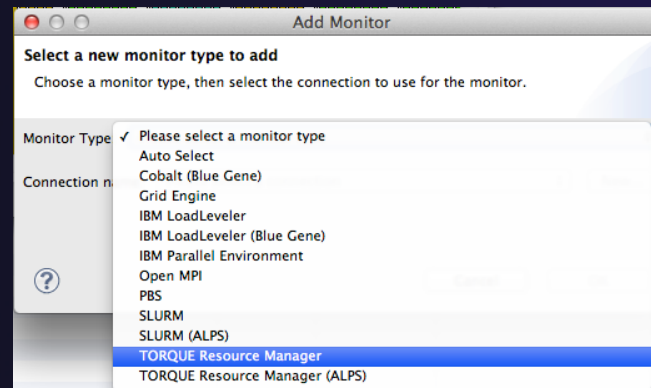 Add Monitor
Select a new monitor type to add
Choose a monitor type, then select the connection to use for the monitor.
Monitor Type ✓ Please select a monitor type
Auto Select
Cobalt (Blue Gene)
Connection n
Grid Engine
IBM LoadLeveler
IBM LoadLeveler (Blue Gene)
IBM Parallel Environment
Open MPI
?
PBS
SLURM
SLURM (ALPS)
TORQUE Resource Manager
TORQUE Resource Manager (ALPS)